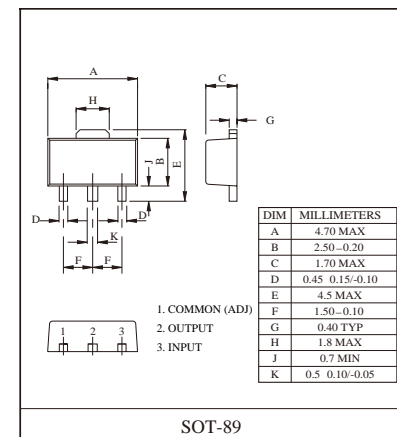 A
H
C
G
J
B
E
D
D
K
F
F
1 2 3
1. COMMON (ADJ)
2. OUTPUT
3. INPUT
DIM MILLIMETERS
A 4.70 MAX
B 2.50-0.20
C 1.70 MAX
D 0.45 0.15/-0.10
E 4.5 MAX
F 1.50-0.10
G 0.40 TYP
H 1.8 MAX
J 0.7 MIN
K 0.5 0.10/-0.05
SOT-89